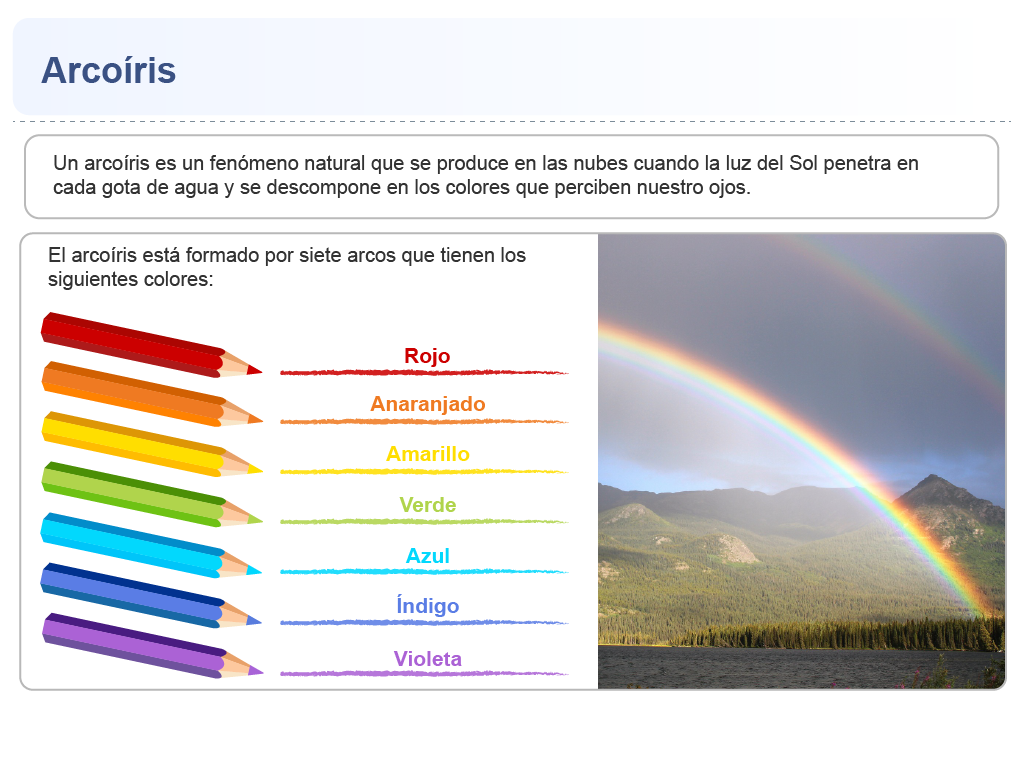 Arcoíris
Un arcoíris es un fenómeno natural que se produce en las nubes cuando la luz del Sol penetra en
cada gota de agua y se descompone en los colores que perciben nuestro ojos.
El arcoíris está formado por siete arcos que tienen los
siguientes colores:
Rojo
Anaranjado
Amarillo
Verde
Azul
Índigo
Violeta